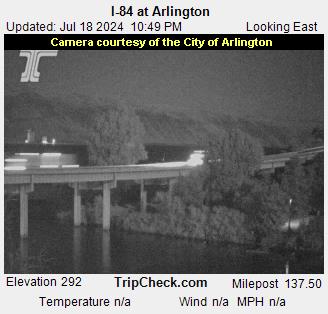 I-84 at Arlington
Updated: Jul 18 2024 10:49 PM Looking East
Camera courtesy of the City of Arlington
Elevation 292 TripCheck.com Milepost 137.50
Temperature n/a Wind n/a MPH n/a